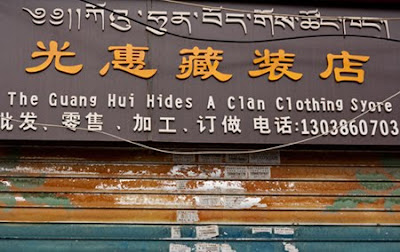 བོད་གོས་ཚོང་ཁང་།
光惠藏装店
The Guang Hui Hides A Clan Clothing Syore
批发、零售、加工、订做 电话:1303860703